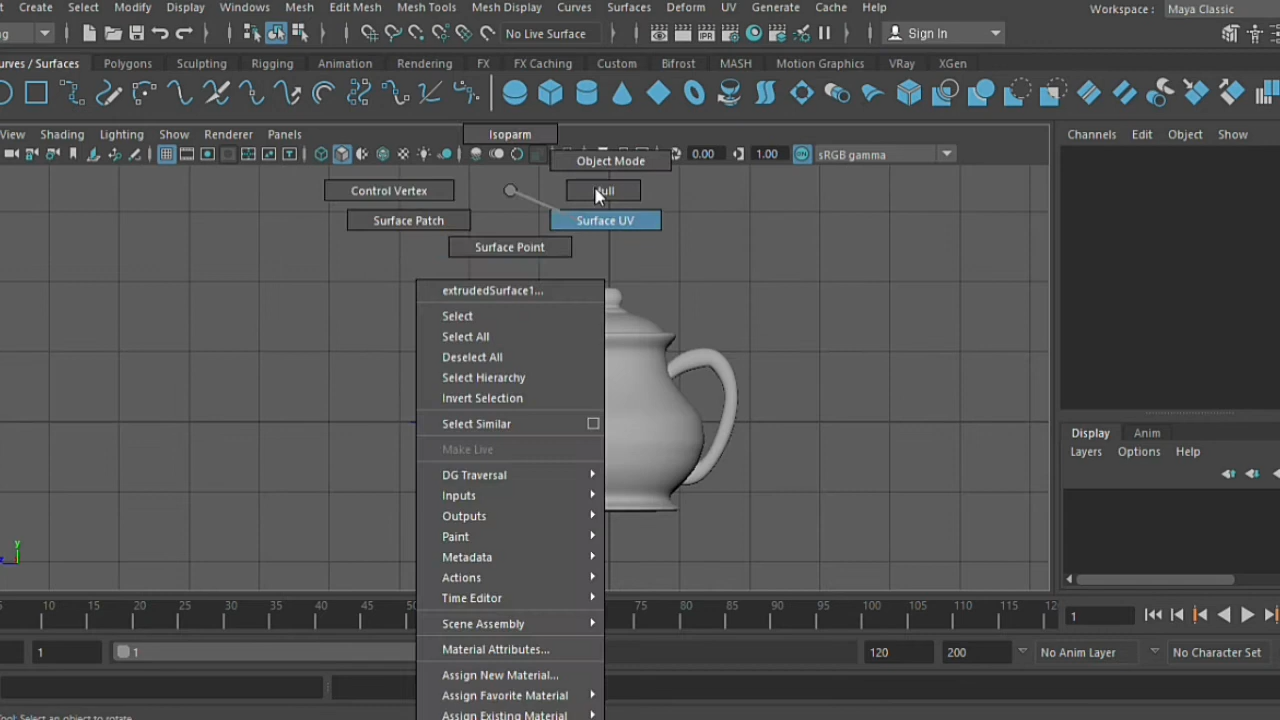 Create Select Modify Display Windows Mesh Edit Mesh Mesh Tools Mesh Display Curves Surfaces Deform UV Generate Cache Help
Workspace : Maya Classic
No Live Surface
Sign In
Polygons Sculpting Rigging Animation Rendering FX FX Caching Custom Bifrost MASH Motion Graphics VRay XGen
View Shading Lighting Show Renderer Panels
Channels Edit Object Show
0.00 1.00 sRGB gamma
Isoparm
Object Mode
Control Vertex
Surface Patch
Surface UV
Surface Point
extrudedSurface1...
Select
Select All
Deselect All
Select Hierarchy
Invert Selection
Select Similar
Make Live
DG Traversal
Inputs
Outputs
Paint
Metadata
Actions
Time Editor
Scene Assembly
Material Attributes...
Assign New Material...
Assign Favorite Material
Assign Existing Material
Display Anim
Layers Options Help
y
10 15 20 25 30 35 40 45 75 80 85 90 95 100 105 110 115
1
1
1
120
200
No Anim Layer
No Character Set
Select an object to rotate